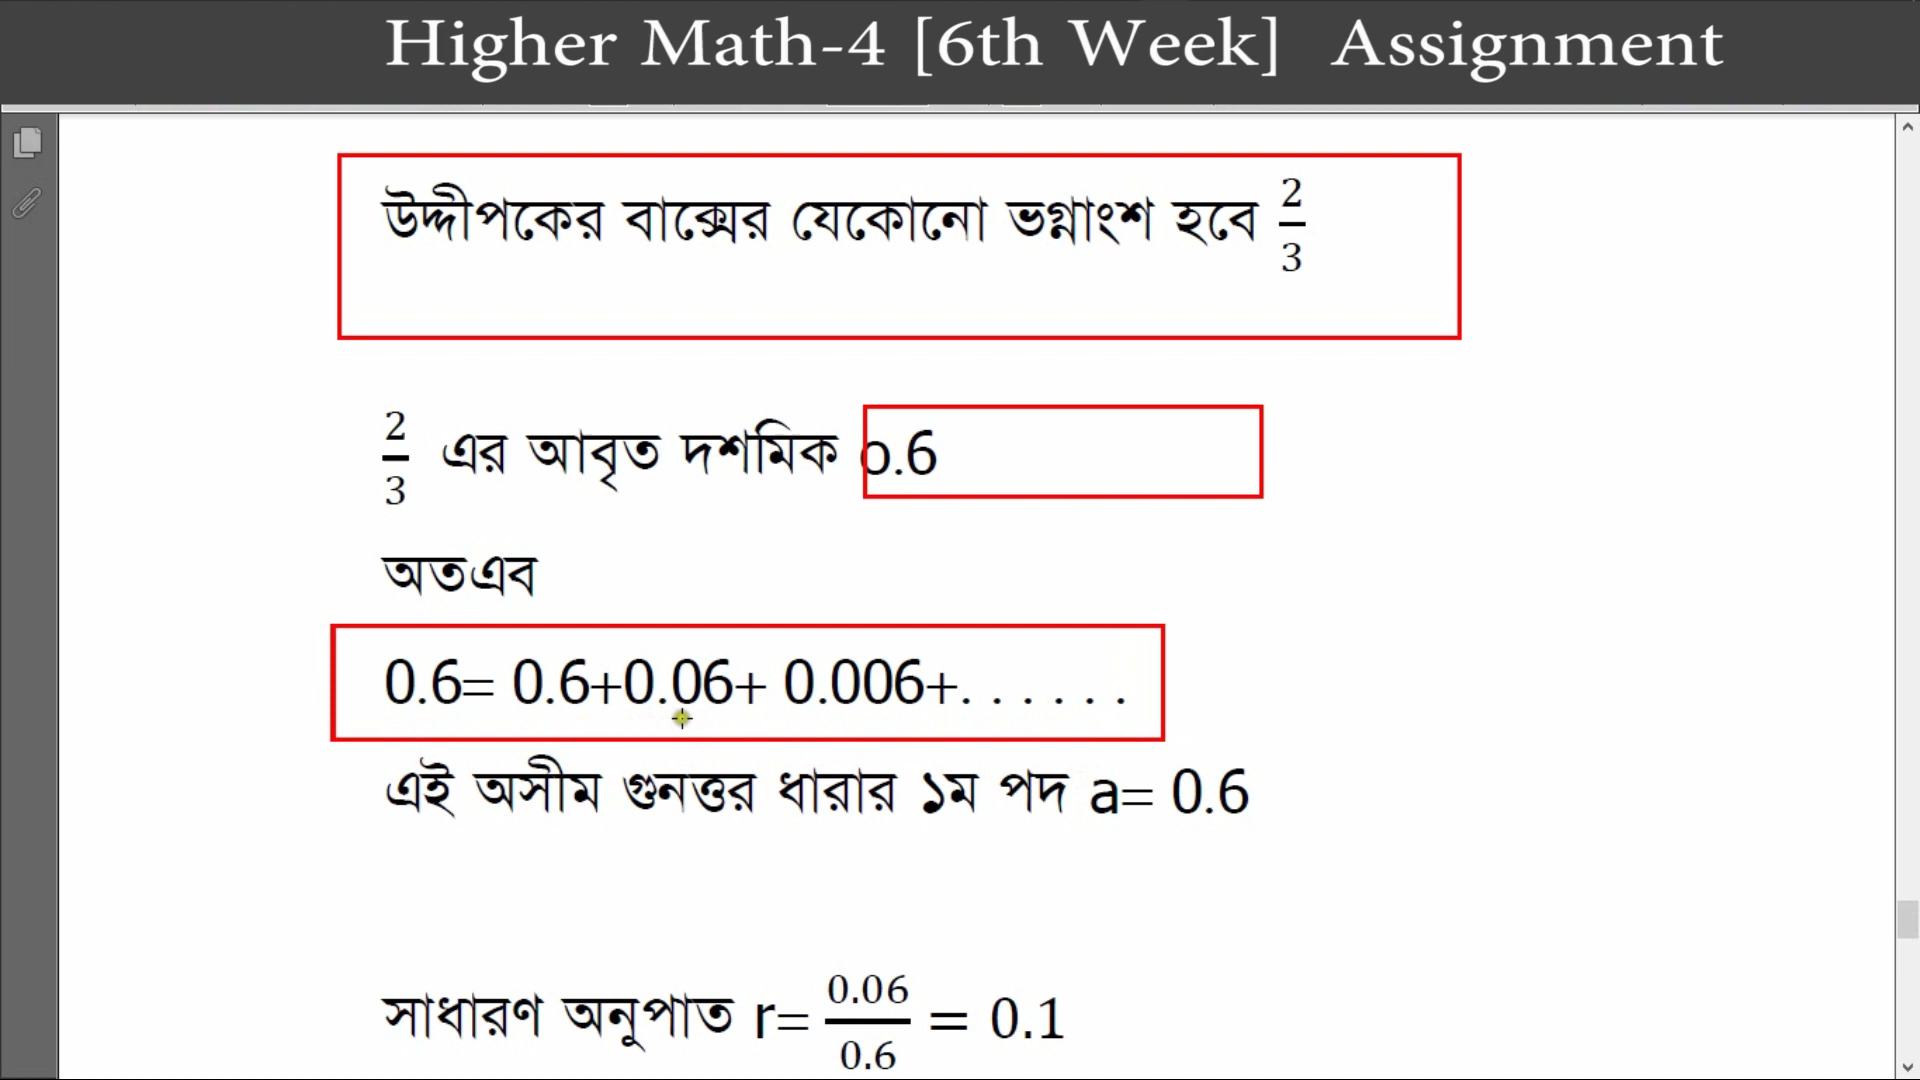 Higher Math-4 [6th Week] Assignment
উদ্দীপকের বাক্সের যেকোনো ভগ্নাংশ হবে 2/3
2/3 এর আবৃত দশমিক o.6
অতএব
0.6= 0.6+0.06+ 0.006+. . . . . .
এই অসীম গুনত্তর ধারার ১ম পদ a= 0.6
সাধারণ অনুপাত r= 0.06/0.6 = 0.1